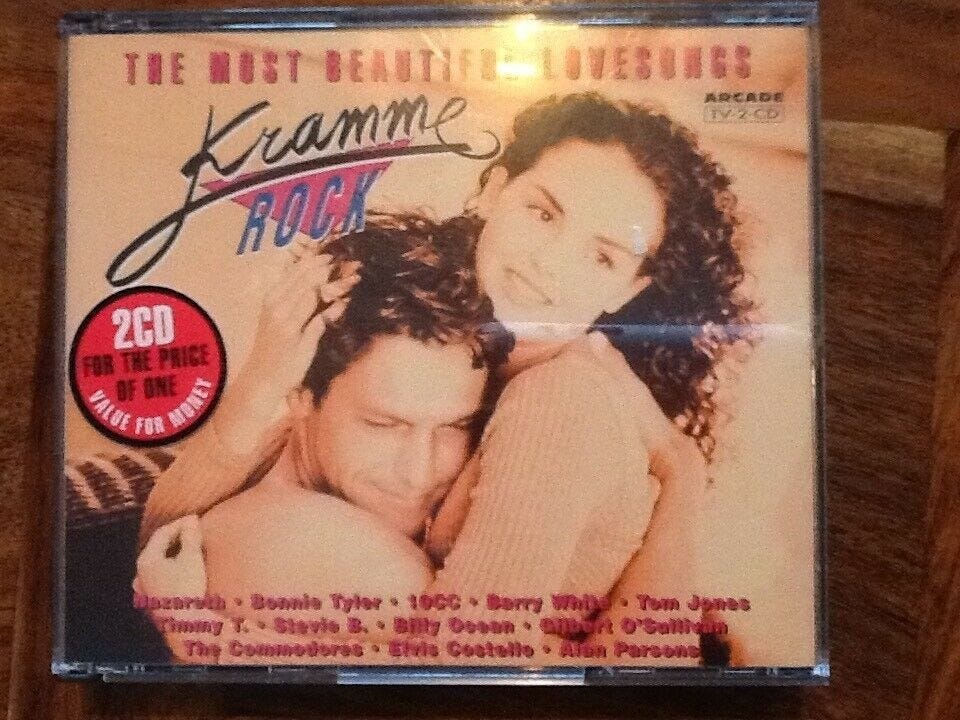 THE MOST BEAUTIFUL LOVESONGS
Kramme
ROCK
ARCADE
TV-2-CD
2CD
FOR THE PRICE
OF ONE
VALUE FOR MONEY
Nazareth · Bonnie Tyler · 10CC · Barry White · Tom Jones
Timmy T. · Stevie B. · Billy Ocean · Gilbert O'Sullivan
The Commodores · Elvis Costello · Alan Parsons